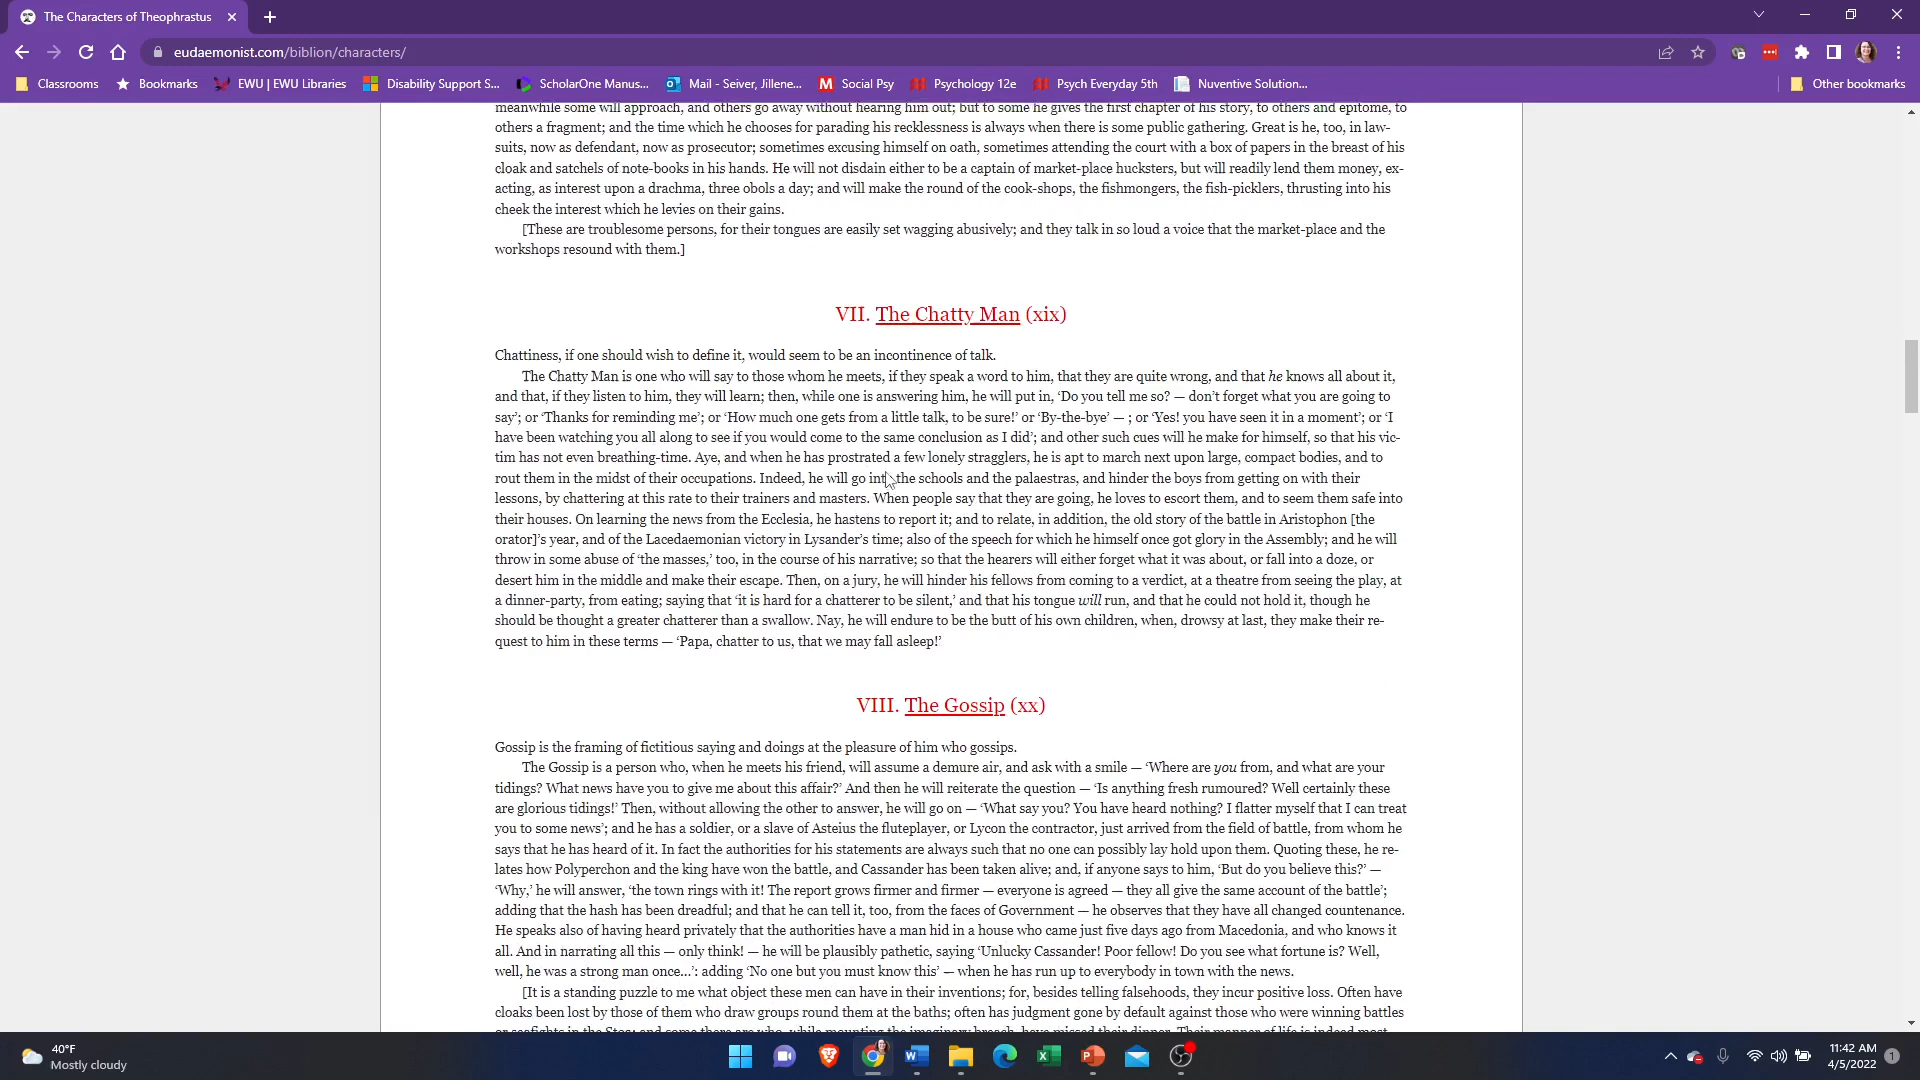 The Characters of Theophrastus
eudaemonist.com/biblion/characters/
Classrooms
Bookmarks
EWU | EWU Libraries
Disability Support S...
ScholarOne Manus...
Mail - Seiver, Jillene...
Social Psy
Psychology 12e
Psych Everyday 5th
Nuventive Solution...
Other bookmarks
meanwhile some will approach, and others go away without hearing him out; but to some he gives the first chapter of his story, to others and epitome, to
others a fragment; and the time which he chooses for parading his recklessness is always when there is some public gathering. Great is he, too, in law-
suits, now as defendant, now as prosecutor; sometimes excusing himself on oath, sometimes attending the court with a box of papers in the breast of his
cloak and satchels of note-books in his hands. He will not disdain either to be a captain of market-place hucksters, but will readily lend them money, ex-
acting, as interest upon a drachma, three obols a day; and will make the round of the cook-shops, the fishmongers, the fish-picklers, thrusting into his
cheek the interest which he levies on their gains.
[These are troublesome persons, for their tongues are easily set wagging abusively; and they talk in so loud a voice that the market-place and the
workshops resound with them.]
VII. The Chatty Man (xix)
Chattiness, if one should wish to define it, would seem to be an incontinence of talk.
The Chatty Man is one who will say to those whom he meets, if they speak a word to him, that they are quite wrong, and that he knows all about it,
and that, if they listen to him, they will learn; then, while one is answering him, he will put in, ‘Do you tell me so? — don’t forget what you are going to
say’; or ‘Thanks for reminding me’; or ‘How much one gets from a little talk, to be sure!’ or ‘By-the-bye’ — ; or ‘Yes! you have seen it in a moment’; or ‘I
have been watching you all along to see if you would come to the same conclusion as I did’; and other such cues will he make for himself, so that his vic-
tim has not even breathing-time. Aye, and when he has prostrated a few lonely stragglers, he is apt to march next upon large, compact bodies, and to
rout them in the midst of their occupations. Indeed, he will go into the schools and the palaestras, and hinder the boys from getting on with their
lessons, by chattering at this rate to their trainers and masters. When people say that they are going, he loves to escort them, and to seem them safe into
their houses. On learning the news from the Ecclesia, he hastens to report it; and to relate, in addition, the old story of the battle in Aristophon [the
orator]’s year, and of the Lacedaemonian victory in Lysander’s time; also of the speech for which he himself once got glory in the Assembly; and he will
throw in some abuse of ‘the masses,’ too, in the course of his narrative; so that the hearers will either forget what it was about, or fall into a doze, or
desert him in the middle and make their escape. Then, on a jury, he will hinder his fellows from coming to a verdict, at a theatre from seeing the play, at
a dinner-party, from eating; saying that ‘it is hard for a chatterer to be silent,’ and that his tongue will run, and that he could not hold it, though he
should be thought a greater chatterer than a swallow. Nay, he will endure to be the butt of his own children, when, drowsy at last, they make their re-
quest to him in these terms — ‘Papa, chatter to us, that we may fall asleep!’
VIII. The Gossip (xx)
Gossip is the framing of fictitious saying and doings at the pleasure of him who gossips.
The Gossip is a person who, when he meets his friend, will assume a demure air, and ask with a smile — ‘Where are you from, and what are your
tidings? What news have you to give me about this affair?’ And then he will reiterate the question — ‘Is anything fresh rumoured? Well certainly these
are glorious tidings!’ Then, without allowing the other to answer, he will go on — ‘What say you? You have heard nothing? I flatter myself that I can treat
you to some news’; and he has a soldier, or a slave of Asteius the fluteplayer, or Lycon the contractor, just arrived from the field of battle, from whom he
says that he has heard of it. In fact the authorities for his statements are always such that no one can possibly lay hold upon them. Quoting these, he re-
lates how Polyperchon and the king have won the battle, and Cassander has been taken alive; and, if anyone says to him, ‘But do you believe this?’ —
‘Why,’ he will answer, ‘the town rings with it! The report grows firmer and firmer — everyone is agreed — they all give the same account of the battle’;
adding that the hash has been dreadful; and that he can tell it, too, from the faces of Government — he observes that they have all changed countenance.
He speaks also of having heard privately that the authorities have a man hid in a house who came just five days ago from Macedonia, and who knows it
all. And in narrating all this — only think! — he will be plausibly pathetic, saying ‘Unlucky Cassander! Poor fellow! Do you see what fortune is? Well,
well, he was a strong man once...’: adding ‘No one but you must know this’ — when he has run up to everybody in town with the news.
[It is a standing puzzle to me what object these men can have in their inventions; for, besides telling falsehoods, they incur positive loss. Often have
cloaks been lost by those of them who draw groups round them at the baths; often has judgment gone by default against those who were winning battles
or seafights in the Stoa; and some there are who, while mounting the imaginary breach, have missed their dinner. Their manner of life is indeed most
40°F
Mostly cloudy
11:42 AM
4/5/2022
1